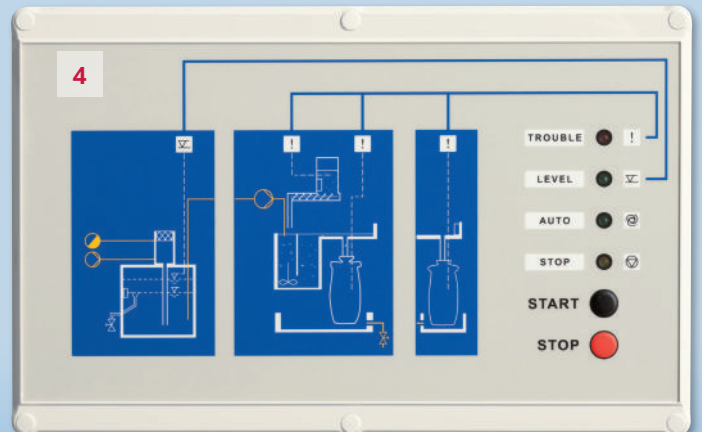 4
! ! !
TROUBLE !
LEVEL
AUTO @
STOP
START
STOP